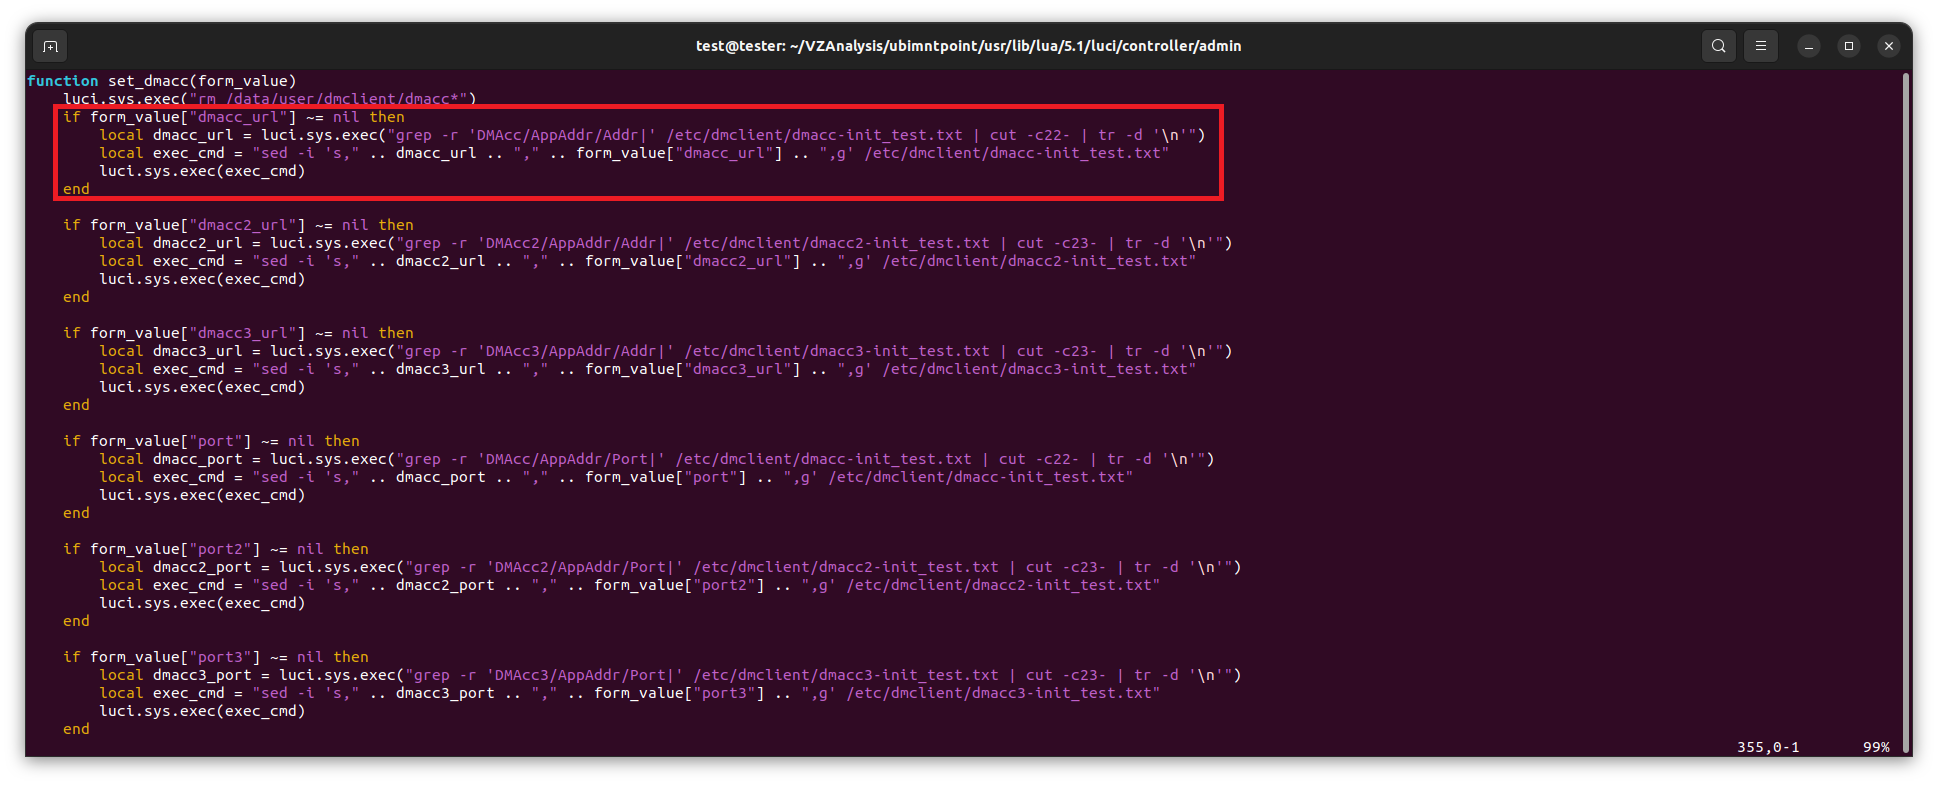 test@tester: ~/VZAnalysis/ubimntpoint/usr/lib/lua/5.1/luci/controller/admin
function set_dmacc(form_value)
    luci.sys.exec("rm /data/user/dmclient/dmacc*")
    if form_value["dmacc_url"] ~= nil then
        local dmacc_url = luci.sys.exec("grep -r 'DMAcc/AppAddr/Addr|' /etc/dmclient/dmacc-init_test.txt | cut -c22- | tr -d '\n'")
        local exec_cmd = "sed -i 's," .. dmacc_url .. "," .. form_value["dmacc_url"] .. ",g' /etc/dmclient/dmacc-init_test.txt"
        luci.sys.exec(exec_cmd)
    end
    if form_value["dmacc2_url"] ~= nil then
        local dmacc2_url = luci.sys.exec("grep -r 'DMAcc2/AppAddr/Addr|' /etc/dmclient/dmacc2-init_test.txt | cut -c23- | tr -d '\n'")
        local exec_cmd = "sed -i 's," .. dmacc2_url .. "," .. form_value["dmacc2_url"] .. ",g' /etc/dmclient/dmacc2-init_test.txt"
        luci.sys.exec(exec_cmd)
    end
    if form_value["dmacc3_url"] ~= nil then
        local dmacc3_url = luci.sys.exec("grep -r 'DMAcc3/AppAddr/Addr|' /etc/dmclient/dmacc3-init_test.txt | cut -c23- | tr -d '\n'")
        local exec_cmd = "sed -i 's," .. dmacc3_url .. "," .. form_value["dmacc3_url"] .. ",g' /etc/dmclient/dmacc3-init_test.txt"
        luci.sys.exec(exec_cmd)
    end
    if form_value["port"] ~= nil then
        local dmacc_port = luci.sys.exec("grep -r 'DMAcc/AppAddr/Port|' /etc/dmclient/dmacc-init_test.txt | cut -c22- | tr -d '\n'")
        local exec_cmd = "sed -i 's," .. dmacc_port .. "," .. form_value["port"] .. ",g' /etc/dmclient/dmacc-init_test.txt"
        luci.sys.exec(exec_cmd)
    end
    if form_value["port2"] ~= nil then
        local dmacc2_port = luci.sys.exec("grep -r 'DMAcc2/AppAddr/Port|' /etc/dmclient/dmacc2-init_test.txt | cut -c23- | tr -d '\n'")
        local exec_cmd = "sed -i 's," .. dmacc2_port .. "," .. form_value["port2"] .. ",g' /etc/dmclient/dmacc2-init_test.txt"
        luci.sys.exec(exec_cmd)
    end
    if form_value["port3"] ~= nil then
        local dmacc3_port = luci.sys.exec("grep -r 'DMAcc3/AppAddr/Port|' /etc/dmclient/dmacc3-init_test.txt | cut -c23- | tr -d '\n'")
        local exec_cmd = "sed -i 's," .. dmacc3_port .. "," .. form_value["port3"] .. ",g' /etc/dmclient/dmacc3-init_test.txt"
        luci.sys.exec(exec_cmd)
    end
355,0-1 99%